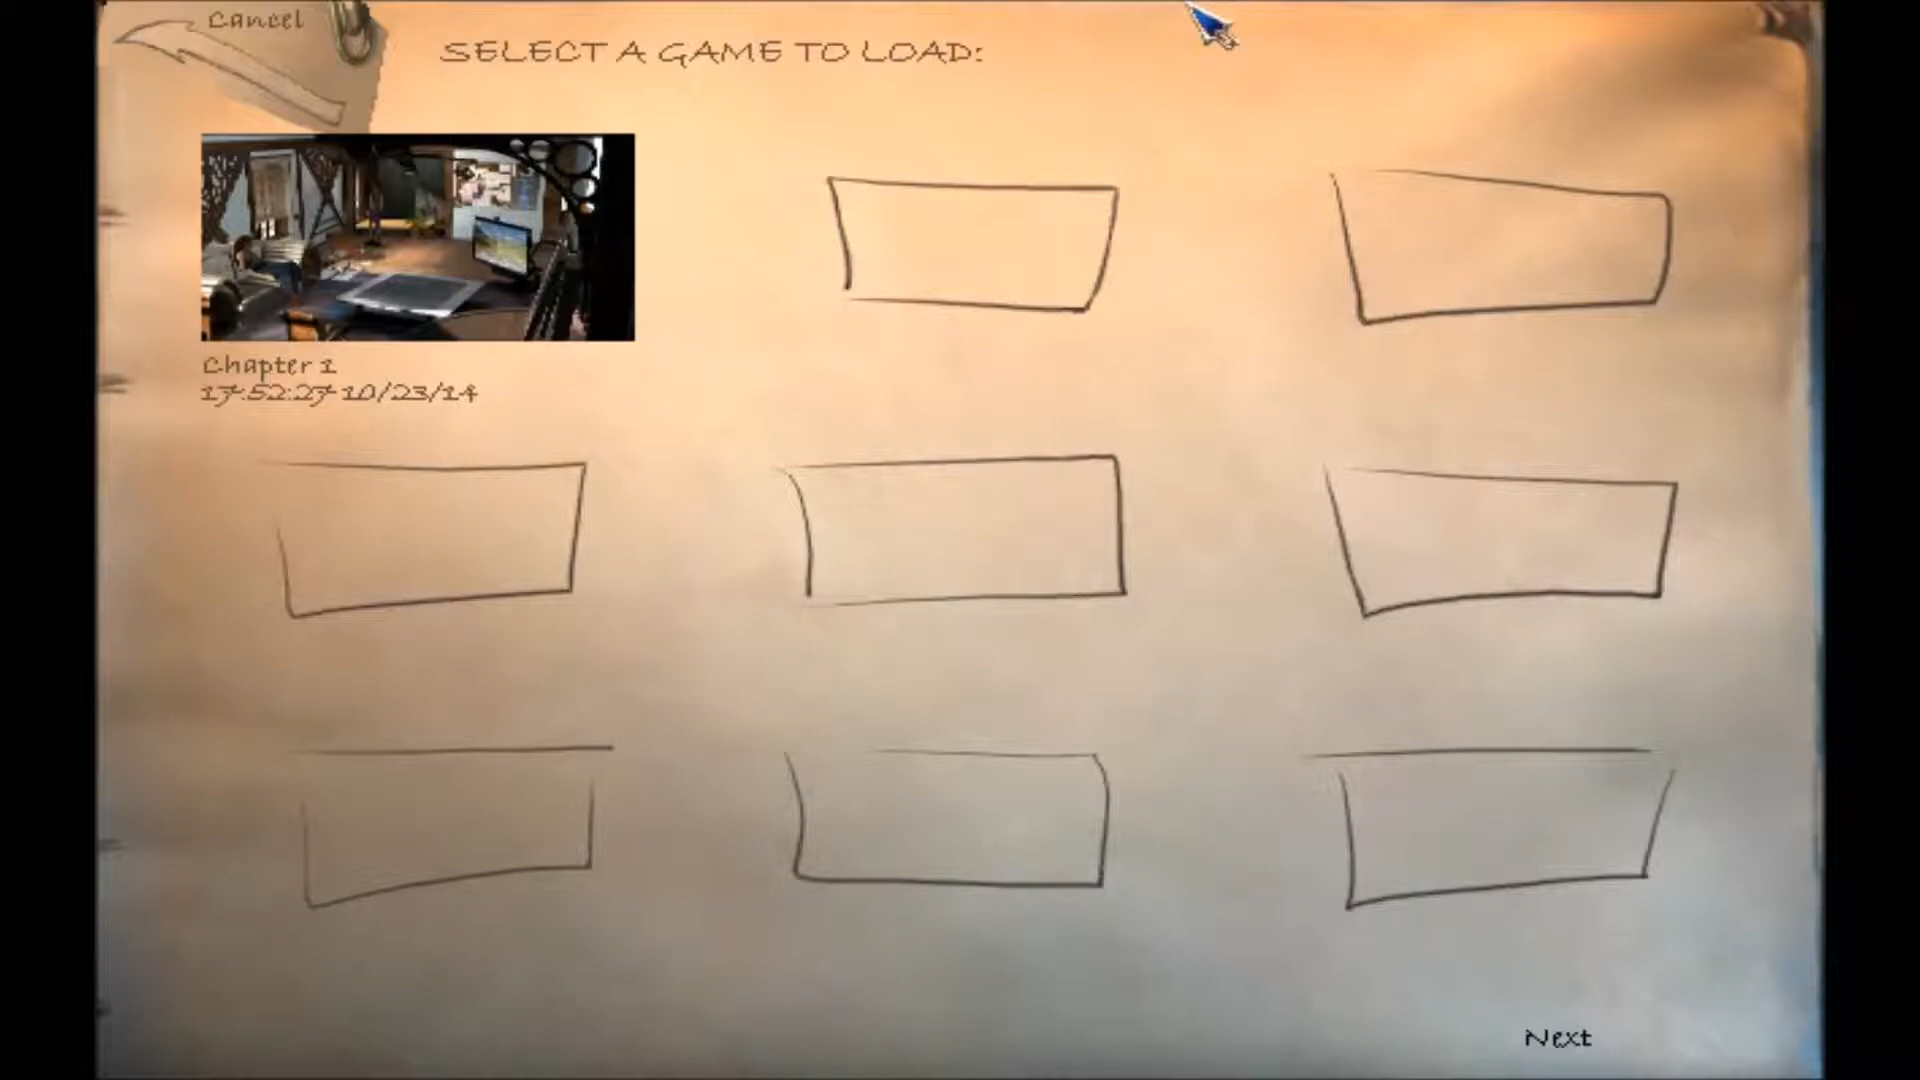 Cancel
SELECT A GAME TO LOAD:
Chapter 1
17:52:27 10/23/14
Next